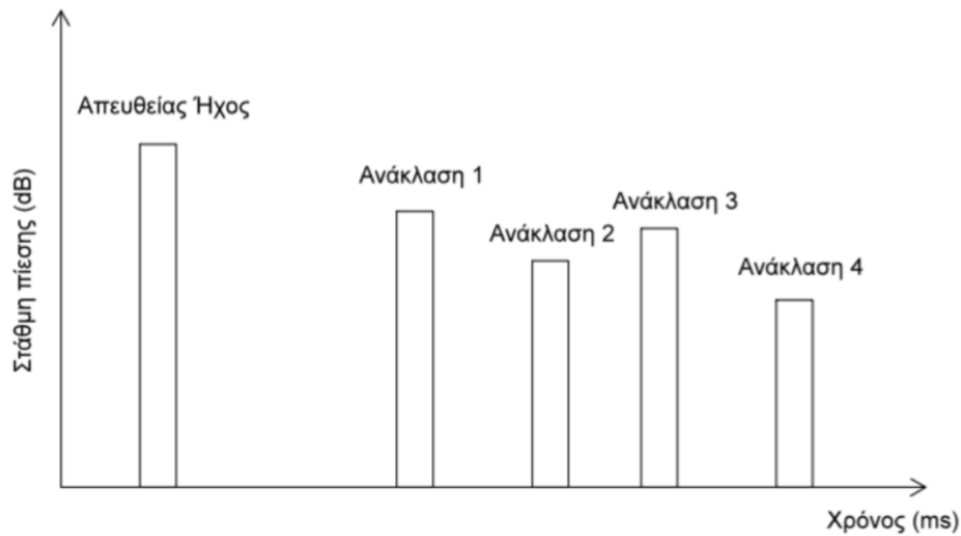 Απευθείας Ήχος
Ανάκλαση 1
Ανάκλαση 3
Ανάκλαση 2
Ανάκλαση 4
Στάθμη πίεσης (dB)
Χρόνος (ms)